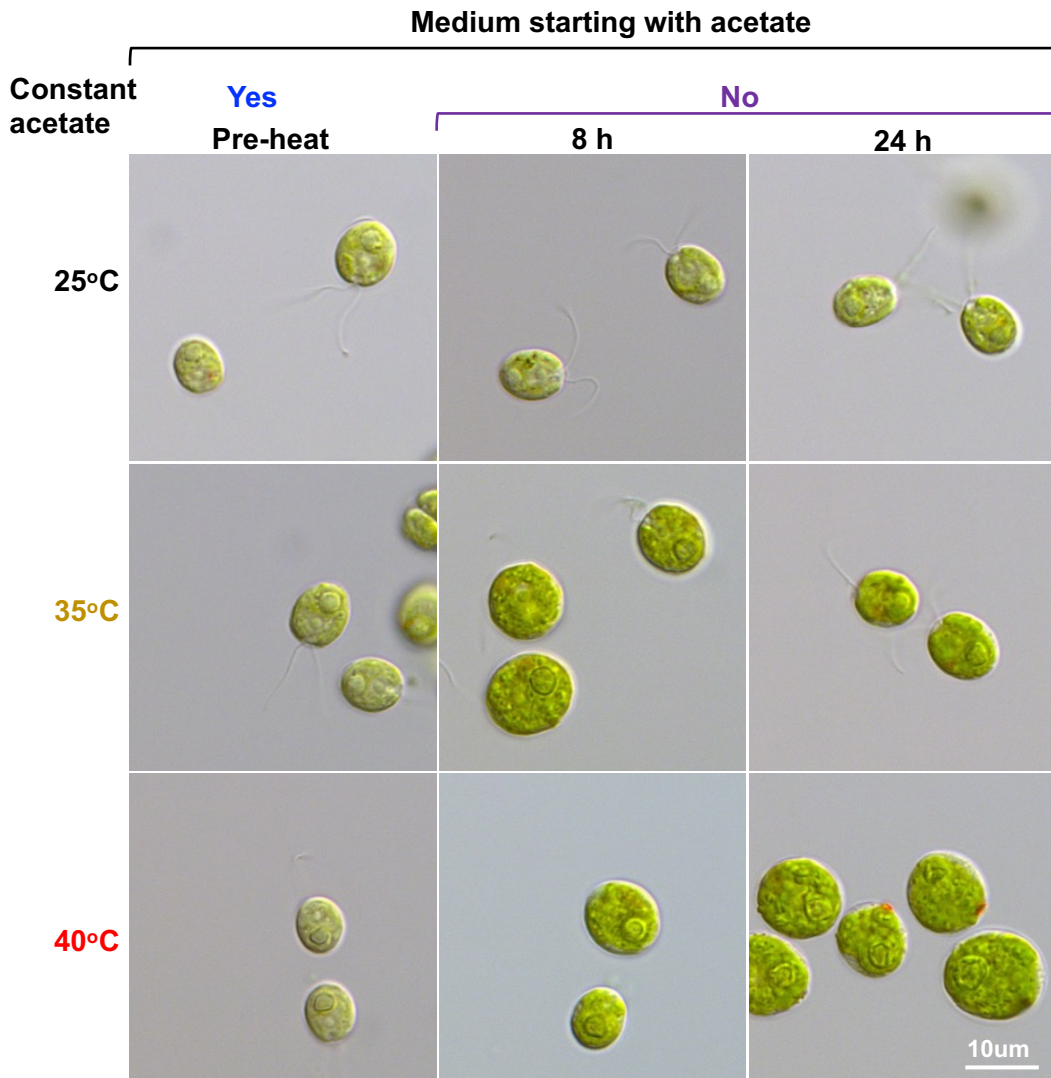 Medium starting with acetate
Constant
acetate
Yes
No
Pre-heat
8 h
24 h
25°C
35°C
40°C
10um